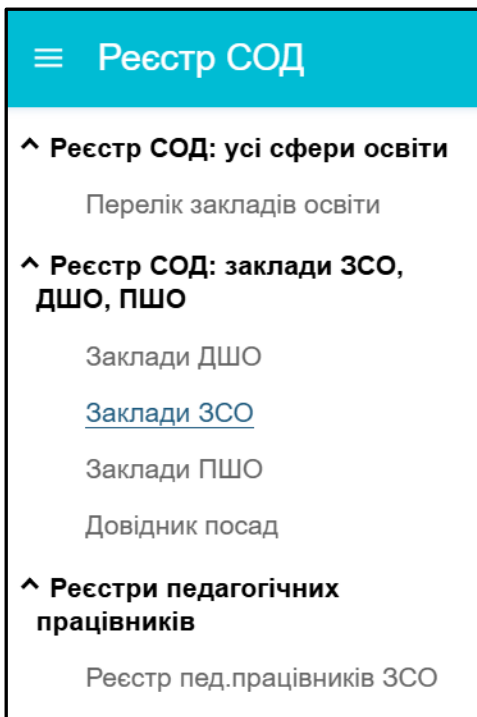 Реєстр СОД
Реєстр СОД: усі сфери освіти
Перелік закладів освіти
Реєстр СОД: заклади ЗСО,
ДШО, ПШО
Заклади ДШО
Заклади ЗСО
Заклади ПШО
Довідник посад
Реєстри педагогічних
працівників
Реєстр пед.працівників ЗСО